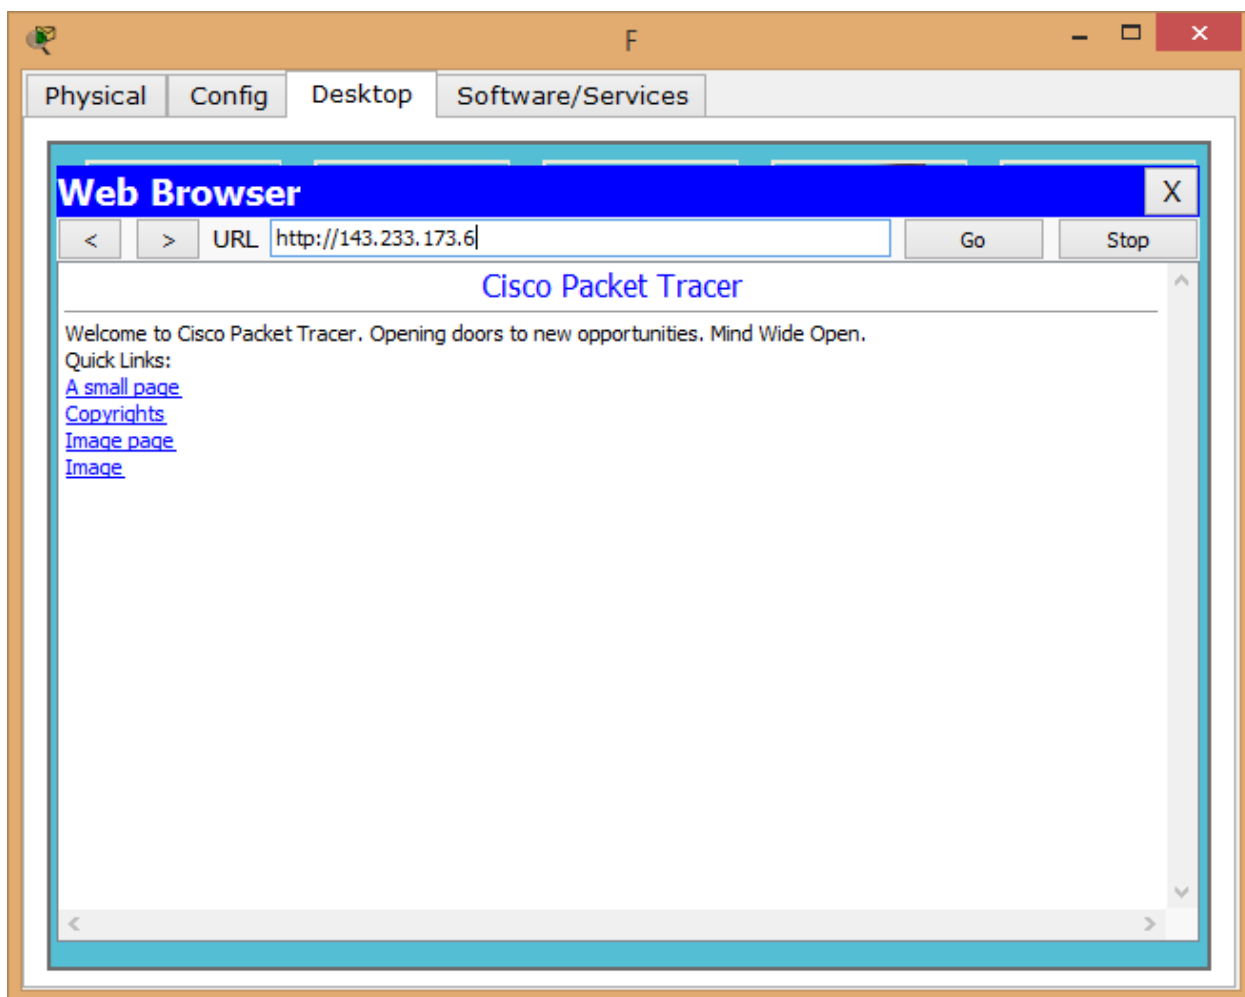 F
Physical Config Desktop Software/Services
Web Browser X
< > URL http://143.233.173.6 Go Stop
Cisco Packet Tracer
Welcome to Cisco Packet Tracer. Opening doors to new opportunities. Mind Wide Open.
Quick Links:
A small page
Copyrights
Image page
Image